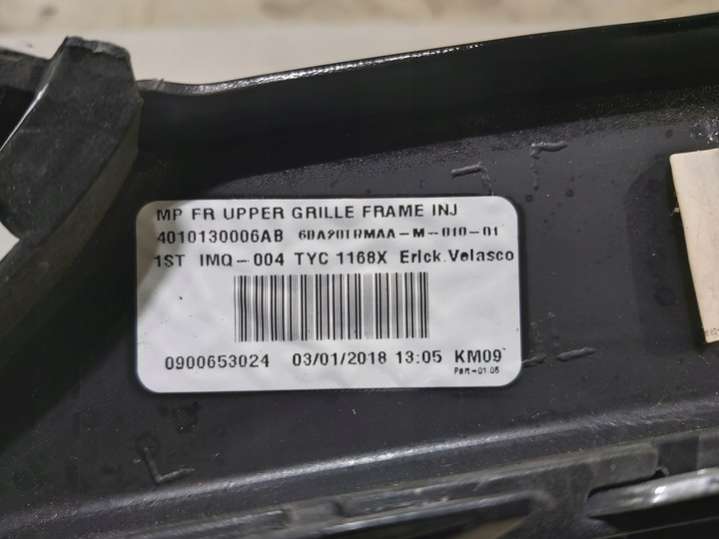 MP FR UPPER GRILLE FRAME INJ
4010130006AB
1ST IMQ-004 TYC 1168X Erick.Velasco
0900653024 03/01/2018 13:05 KM09